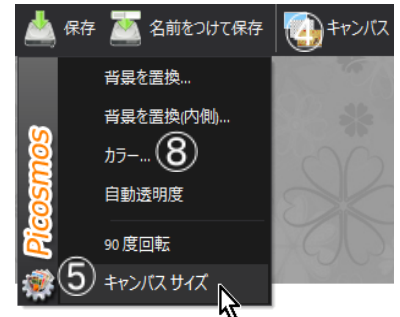 保存 名前をつけて保存 ④ キャンバス
背景を置換...
背景を置換(内側)...
カラー... ⑧
自動透明度
90 度回転
⑤ キャンバス サイズ
Picosmos